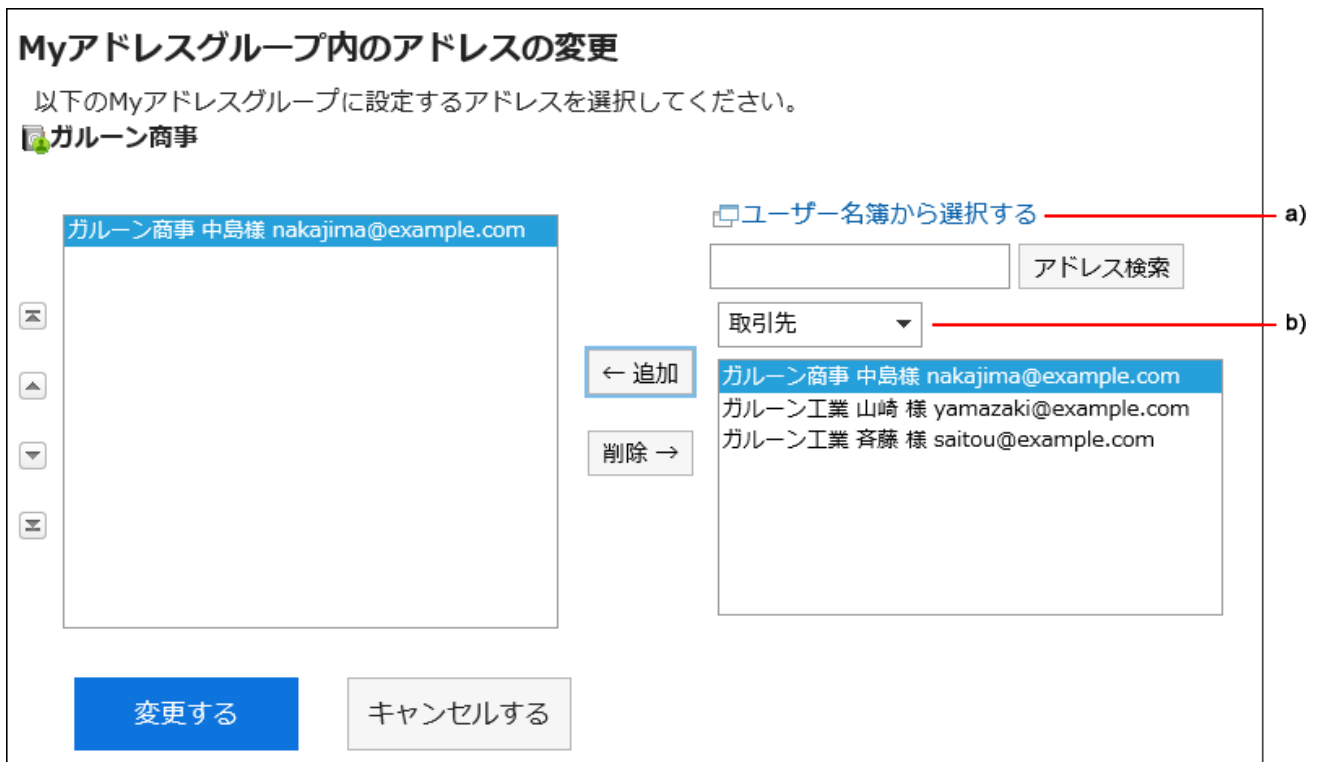 Myアドレスグループ内のアドレスの変更
以下のMyアドレスグループに設定するアドレスを選択してください。
ガルーン商事
ユーザー名簿から選択する
a)
アドレス検索
取引先
b)
ガルーン商事 中島様 nakajima@example.com
← 追加
削除 →
ガルーン商事 中島様 nakajima@example.com
ガルーン工業 山崎 様 yamazaki@example.com
ガルーン工業 斉藤 様 saitou@example.com
変更する
キャンセルする